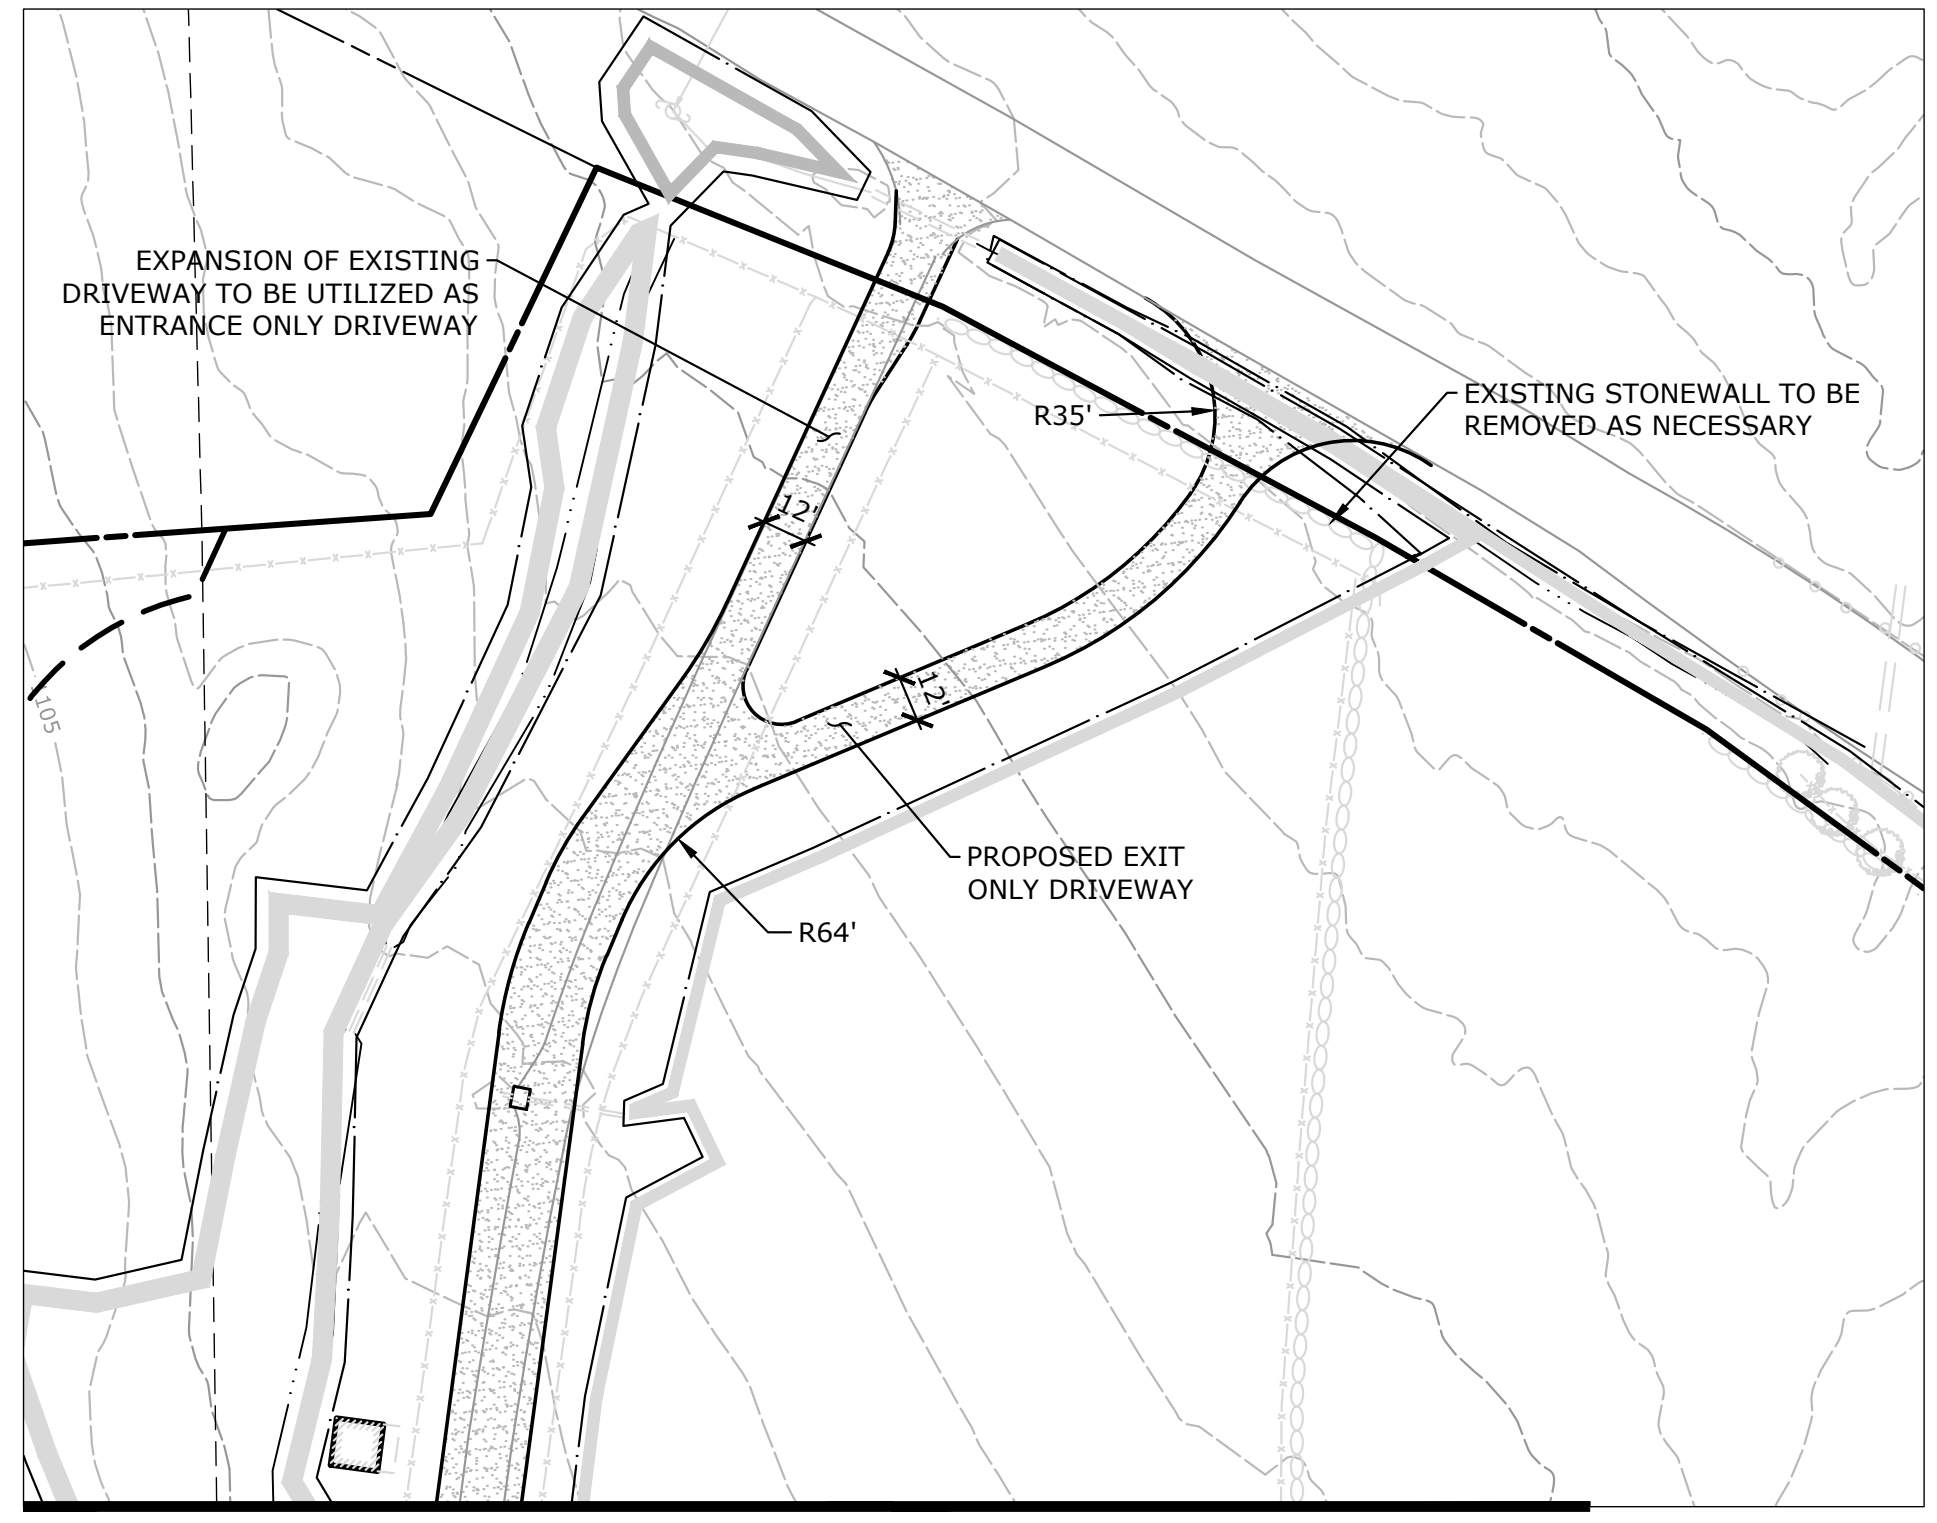 EXPANSION OF EXISTING
DRIVEWAY TO BE UTILIZED AS
ENTRANCE ONLY DRIVEWAY
EXISTING STONEWALL TO BE
REMOVED AS NECESSARY
R35'
12'
12'
105
PROPOSED EXIT
ONLY DRIVEWAY
R64'